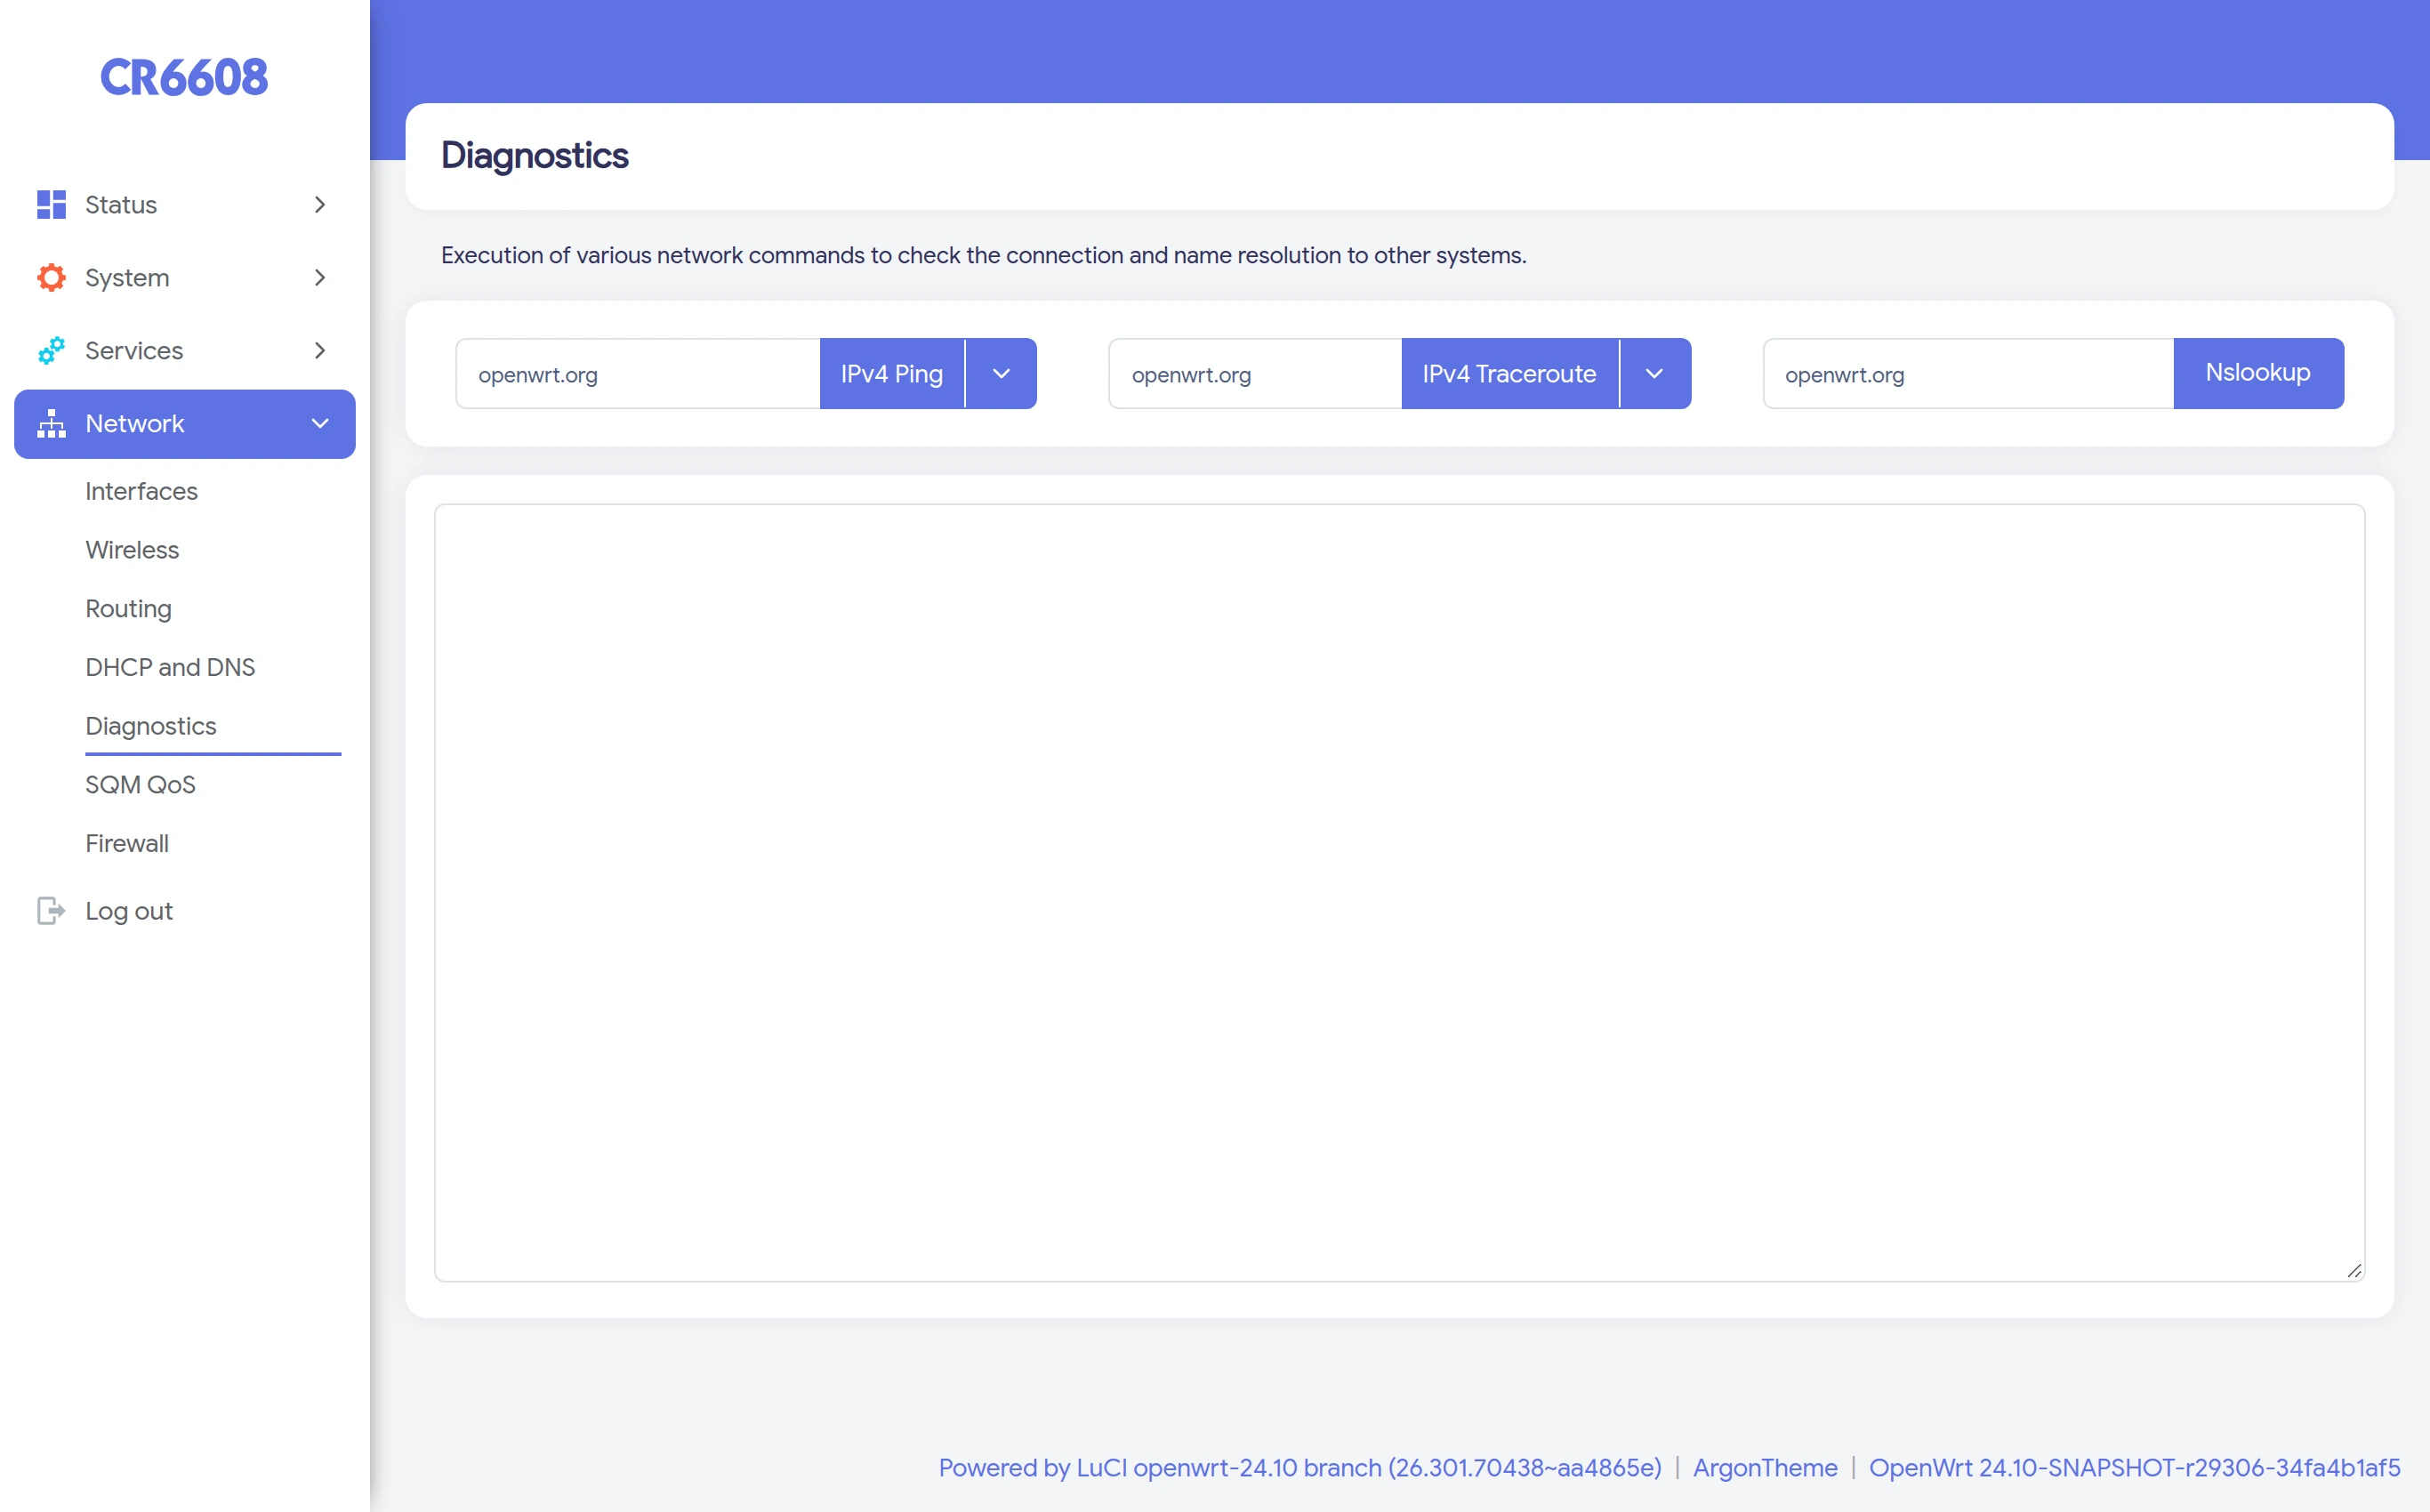 CR6608
Status
System
Services
Network
Interfaces
Wireless
Routing
DHCP and DNS
Diagnostics
SQM QoS
Firewall
Log out
Diagnostics
Execution of various network commands to check the connection and name resolution to other systems.
openwrt.org IPv4 Ping openwrt.org IPv4 Traceroute openwrt.org Nslookup
Powered by LuCI openwrt-24.10 branch (26.301.70438~aa4865e) | ArgonTheme | OpenWrt 24.10-SNAPSHOT-r29306-34fa4b1af5